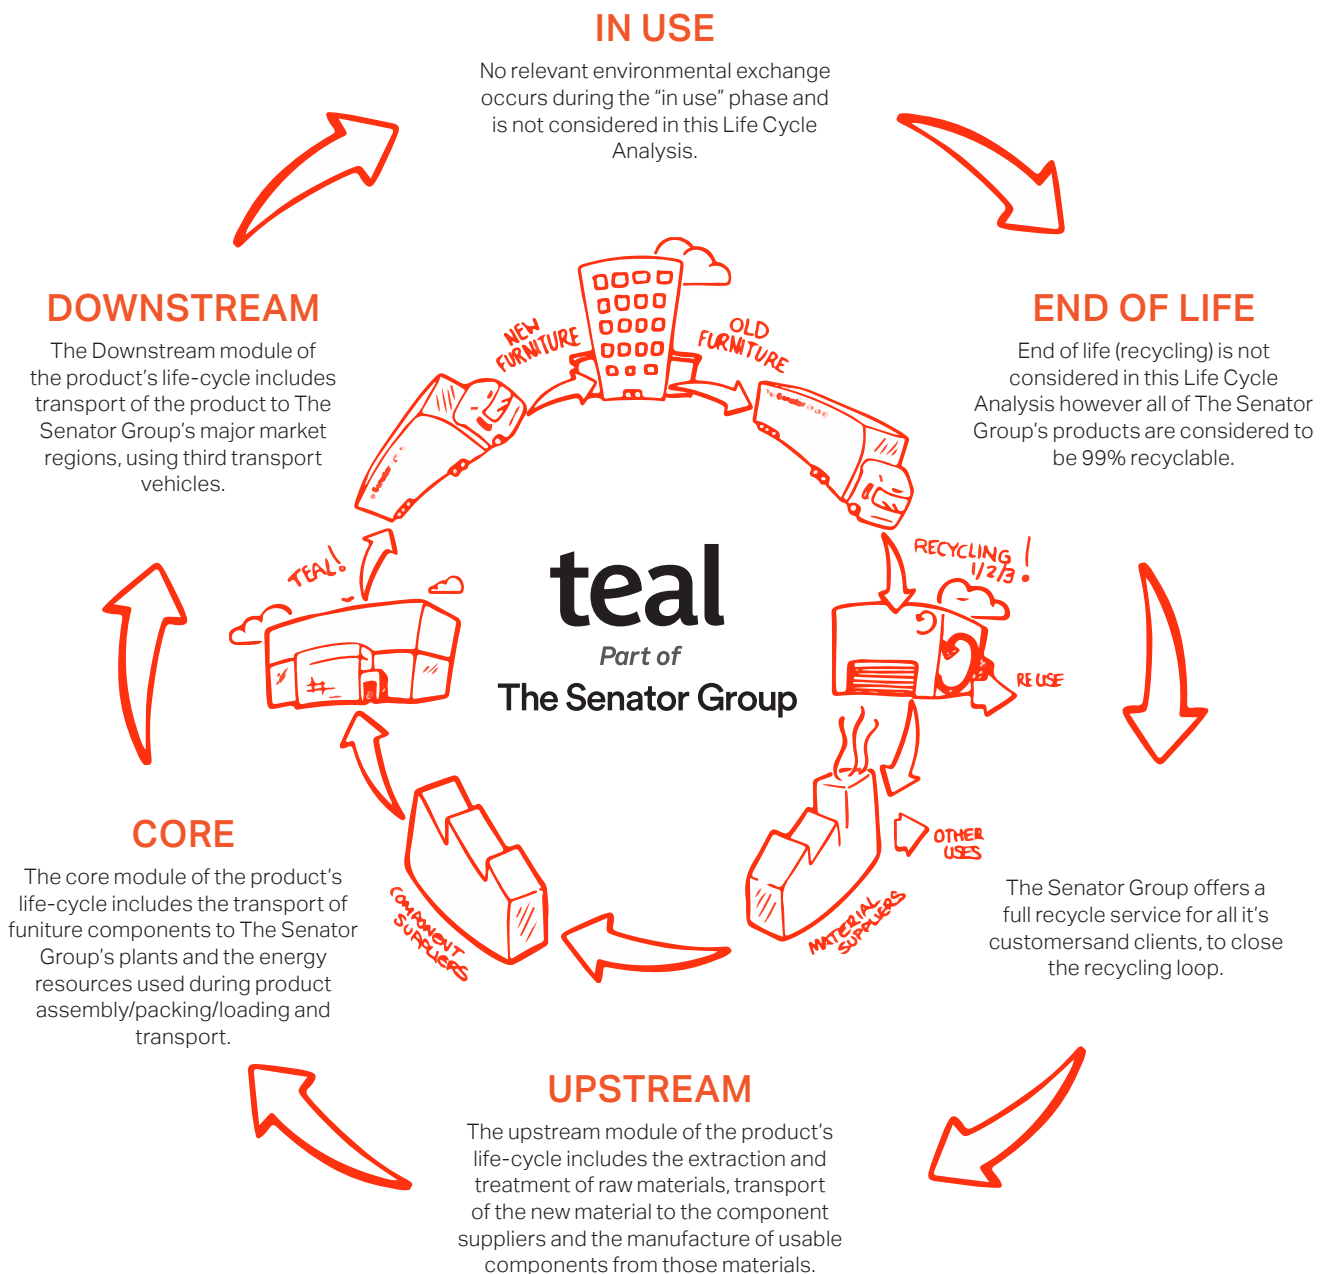 IN USE
No relevant environmental exchange
occurs during the “in use” phase and
is not considered in this Life Cycle
Analysis.
DOWNSTREAM
The Downstream module of
the product’s life-cycle includes
transport of the product to The
Senator Group’s major market
regions, using third transport
vehicles.
END OF LIFE
End of life (recycling) is not
considered in this Life Cycle
Analysis however all of The Senator
Group’s products are considered to
be 99% recyclable.
NEW
FURNITURE
OLD
FURNITURE
Senator
Senator
TEAL!
RECYCLING
1/2/3!
RE USE
teal
Part of
The Senator Group
OTHER
USES
COMPONENT
SUPPLIERS
MATERIAL
SUPPLIERS
CORE
The core module of the product’s
life-cycle includes the transport of
funiture components to The Senator
Group’s plants and the energy
resources used during product
assembly/packing/loading and
transport.
The Senator Group offers a
full recycle service for all it’s
customersand clients, to close
the recycling loop.
UPSTREAM
The upstream module of the product’s
life-cycle includes the extraction and
treatment of raw materials, transport
of the new material to the component
suppliers and the manufacture of usable
components from those materials.